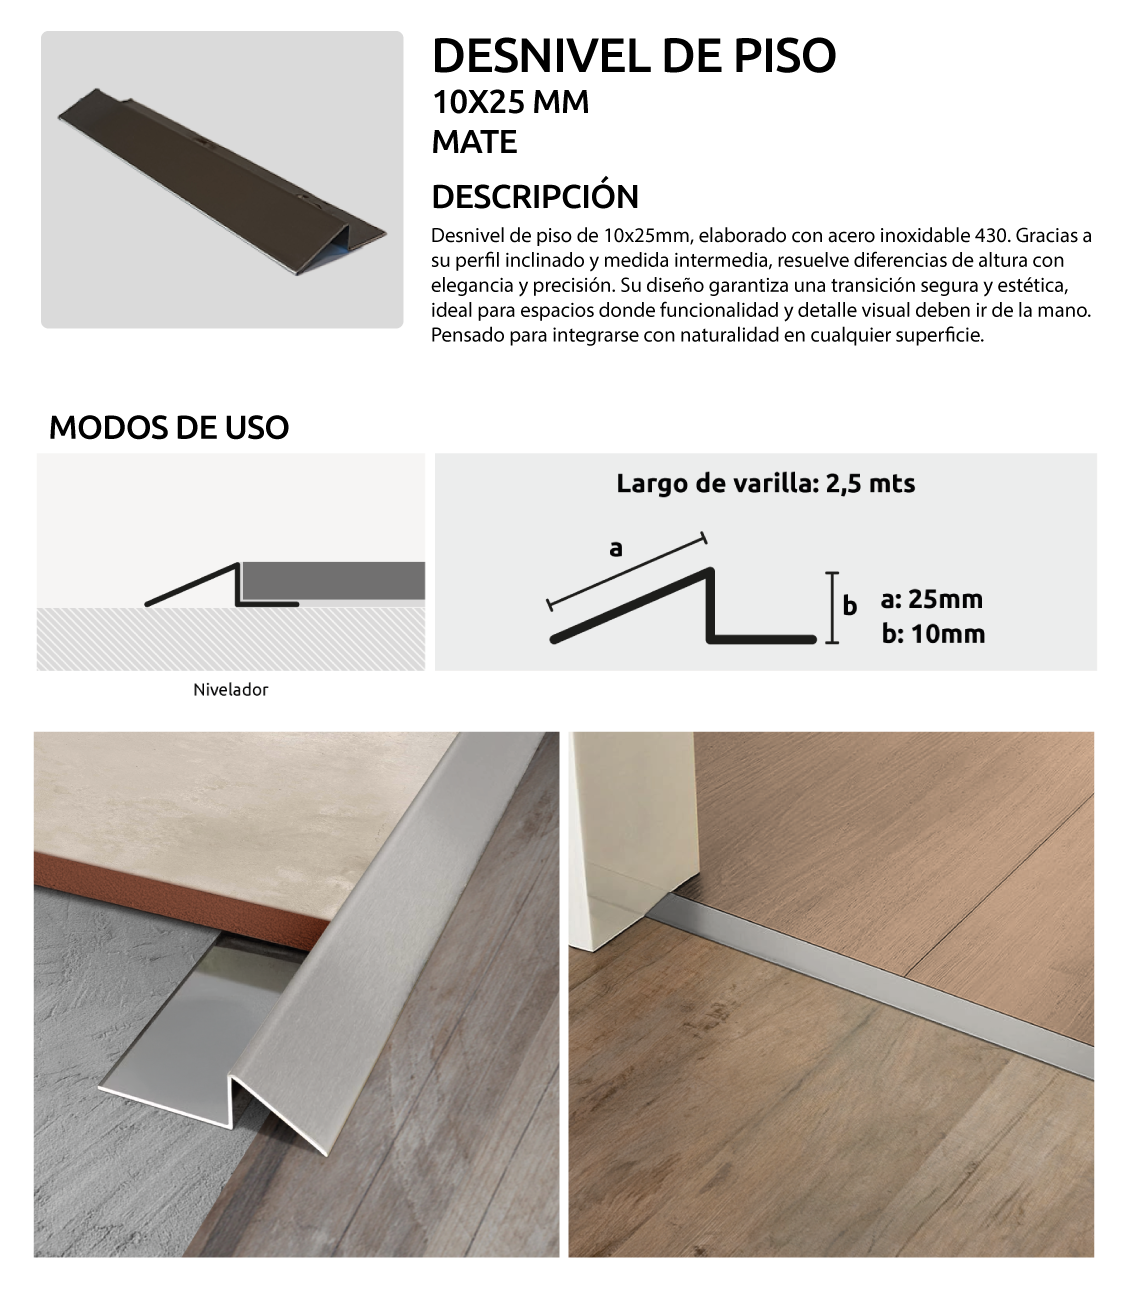 DESNIVEL DE PISO
10X25 MM
MATE
DESCRIPCIÓN
Desnivel de piso de 10x25mm, elaborado con acero inoxidable 430. Gracias a
su perfil inclinado y medida intermedia, resuelve diferencias de altura con
elegancia y precisión. Su diseño garantiza una transición segura y estética,
ideal para espacios donde funcionalidad y detalle visual deben ir de la mano.
Pensado para integrarse con naturalidad en cualquier superficie.
MODOS DE USO
Nivelador
Largo de varilla: 2,5 mts
a
b
a: 25mm
b: 10mm